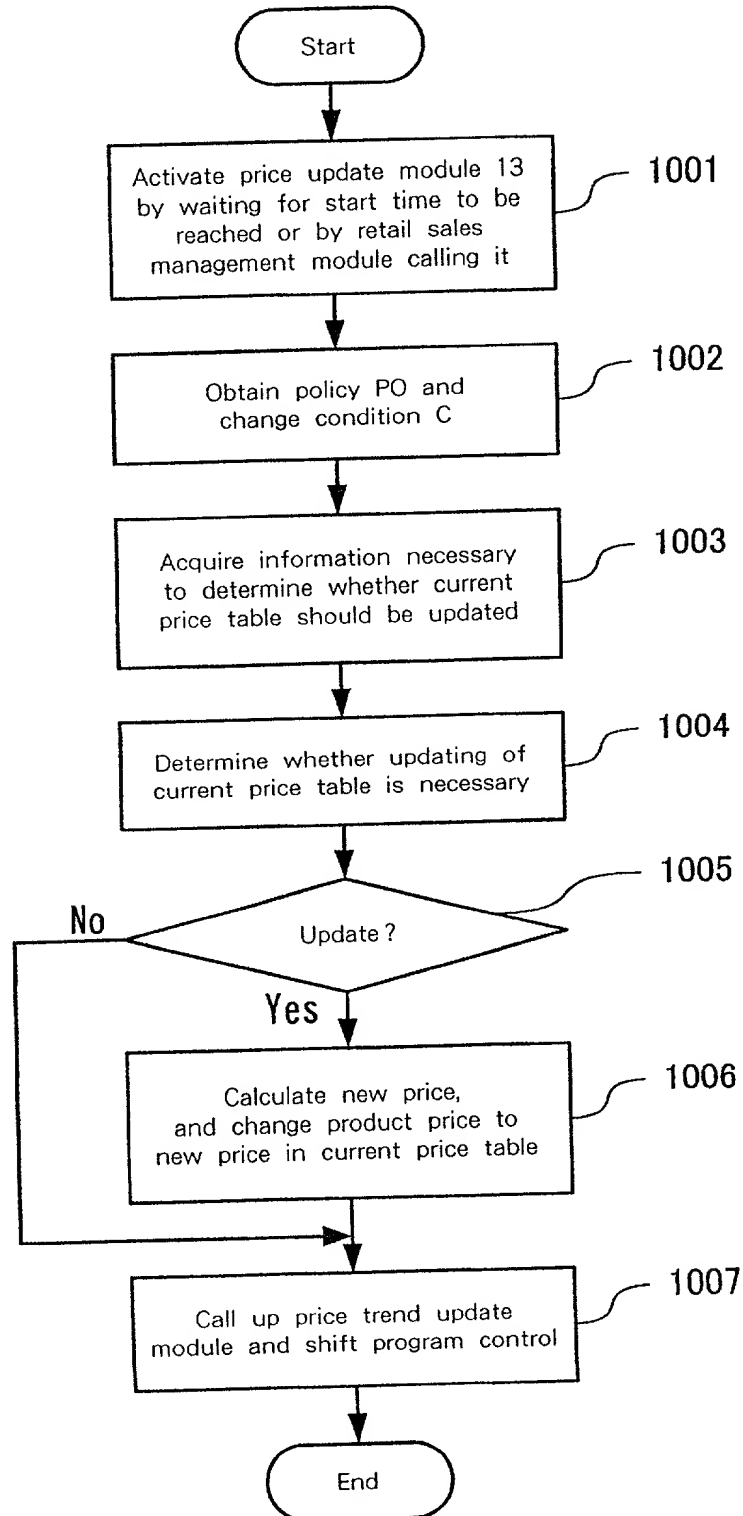 Start
Activate price update module 13
by waiting for start time to be
reached or by retail sales
management module calling it
1001
Obtain policy PO and
change condition C
1002
Acquire information necessary
to determine whether current
price table should be updated
1003
Determine whether updating of
current price table is necessary
1004
Update?
1005
No
Yes
Calculate new price,
and change product price to
new price in current price table
1006
Call up price trend update
module and shift program control
1007
End